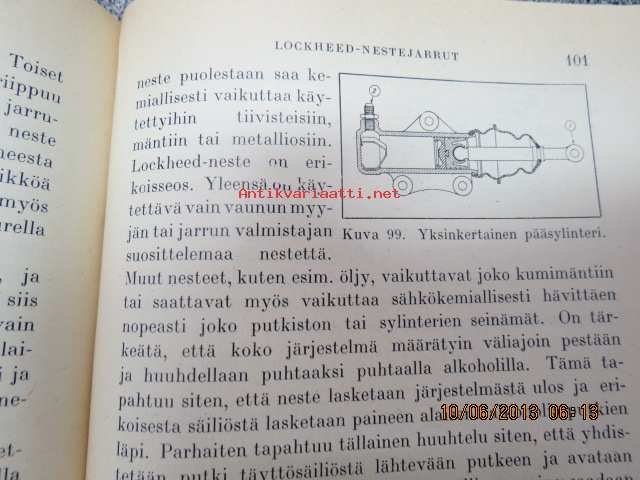 Toiset
riippuu
jarru-
neste
meesta
ikköä
myös
urella
ja
siis
vain
alai-
i ja
ne-
et-
lla
LOCKHEED-NESTEJARRUT 101
neste puolestaan saa ke-
miallisesti vaikuttaa käy-
tettyihin tiivisteisiin,
mäntiin tai metalliosiin.
Lockheed-neste on eri-
koisseos. Yleensä on käy-
tettävä vain vaunun myy-
jän tai jarrun valmistajan
suosittelemaa nestettä.
Kuva 99. Yksinkertainen pääsylinteri.
Muut nesteet, kuten esim. öljy, vaikuttavat joko kumimäntiin
tai saattavat myös vaikuttaa sähkökemiallisesti hävittäen
nopeasti joko putkiston tai sylinterien seinämät. On tär-
keätä, että koko järjestelmä määrätyin väliajoin pestään
ja huuhdellaan puhtaaksi puhtaalla alkoholilla. Tämä ta-
pahtuu siten, että neste lasketaan järjestelmästä ulos ja eri-
koisesta säiliöstä lasketaan paineen
läpi. Parhaiten tapahtuu tällainen huuhtelu siten, että yhdis-
tetään putki täyttösäiliöstä lähtevään putkeen ja avataan
Antikvariaatti.net
10/06/2013 06:13